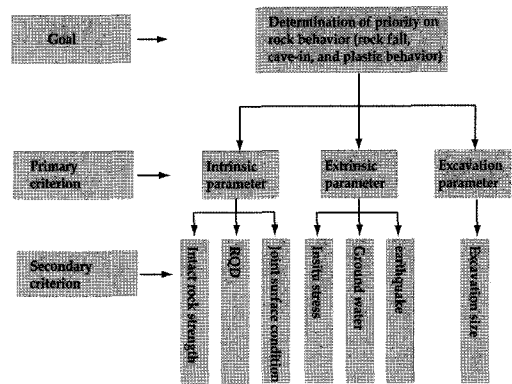 Goal
Determination of priority on
rock behavior (rock fall,
cave-in, and plastic behavior)
Primary
criterion
Intrinsic
parameter
Extrinsic
parameter
Excavation
parameter
Secondary
criterion
Intact rock strength
RQD
Joint surface condition
Insitu stress
Ground water
earthquake
Excavation size